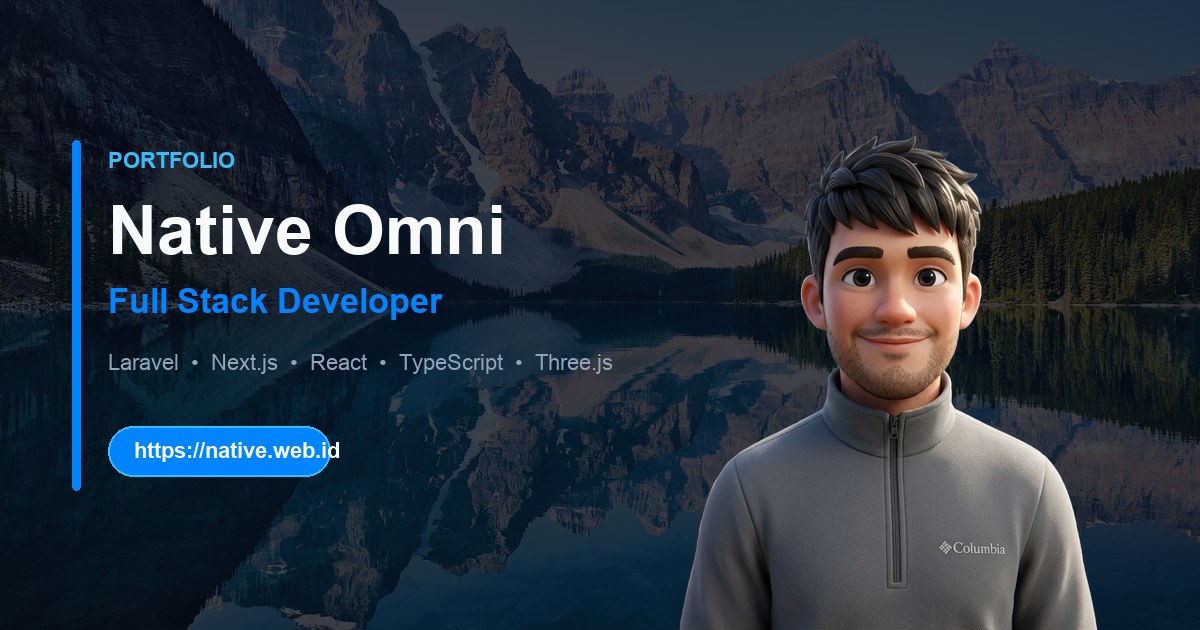 PORTFOLIO
Native Omni
Full Stack Developer
Laravel • Next.js • React • TypeScript • Three.js
https://native.web.id
Columbia